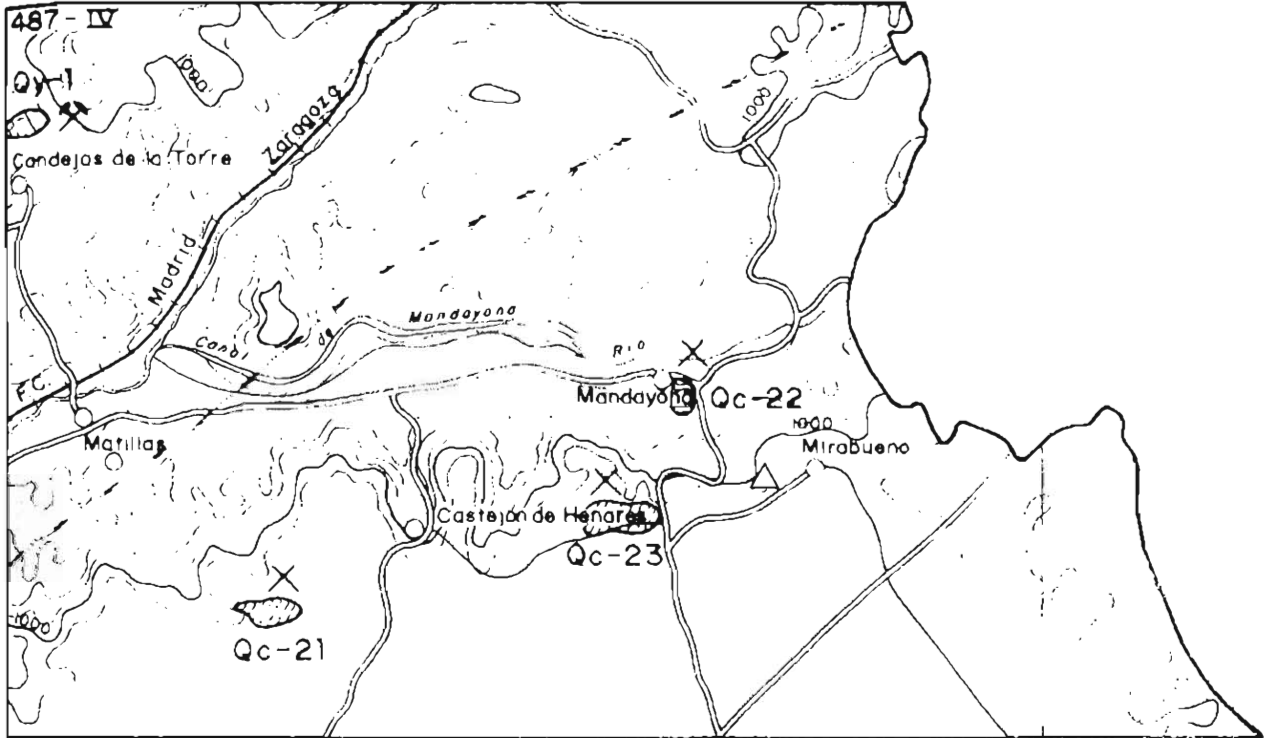 487 - IV
1000
Qy-1
Zaragoza
1000
Candejas de la Torre
Madrid
Canal de Mandayona
Rio
F.C.
Mandayona
Qc-22
1000
Mirabueno
Matillas
Castejón de Henares
Qc-23
1000
Qc-21